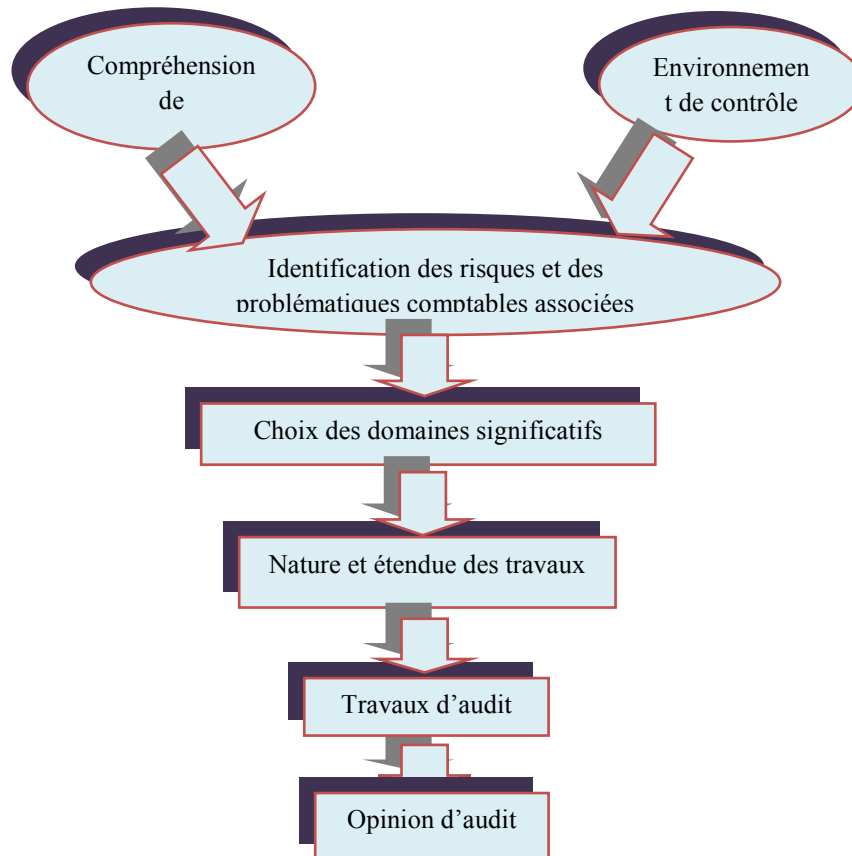 Compréhension
de
Environnemen
t de contrôle
Identification des risques et des
problématiques comptables associées
Choix des domaines significatifs
Nature et étendue des travaux
Travaux d’audit
Opinion d’audit